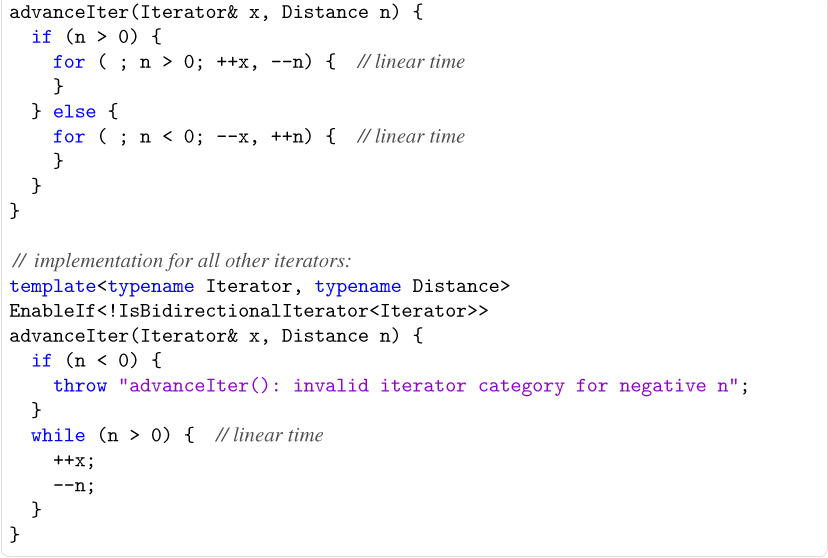 advanceIter(Iterator& x, Distance n) {
  if (n > 0) {
    for ( ; n > 0; ++x, --n) {  // linear time
    }
  } else {
    for ( ; n < 0; --x, ++n) {  // linear time
    }
  }
}

// implementation for all other iterators:
template<typename Iterator, typename Distance>
EnableIf<!IsBidirectionalIterator<Iterator>>
advanceIter(Iterator& x, Distance n) {
  if (n < 0) {
    throw "advanceIter(): invalid iterator category for negative n";
  }
  while (n > 0) {  // linear time
    ++x;
    --n;
  }
}